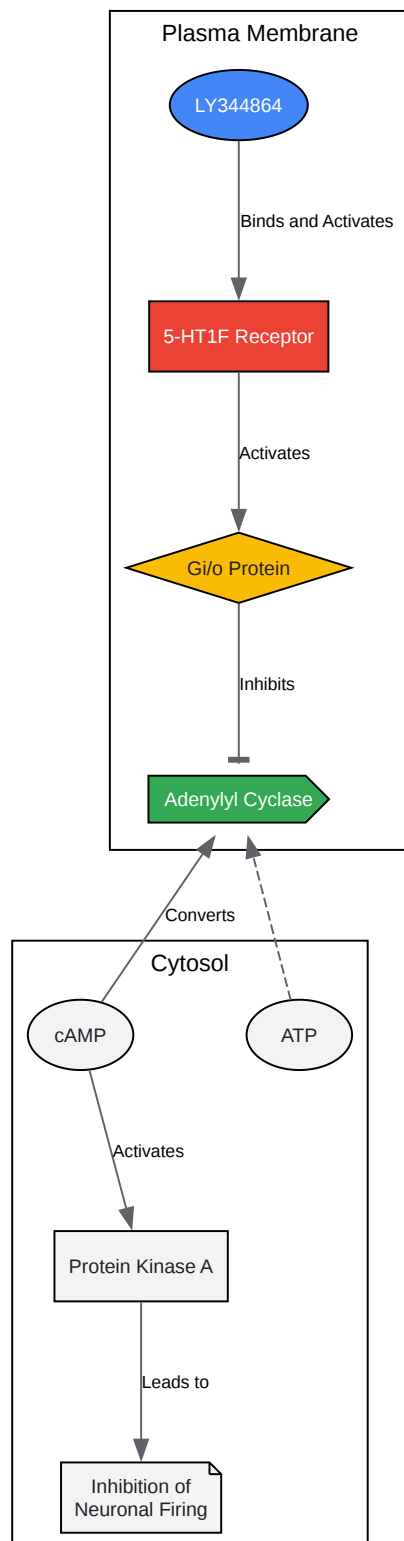 Plasma Membrane
LY344864
Binds and Activates
5-HT1F Receptor
Activates
Gi/o Protein
Inhibits
Adenylyl Cyclase
Converts
Cytosol
cAMP
ATP
Activates
Protein Kinase A
Leads to
Inhibition of
Neuronal Firing